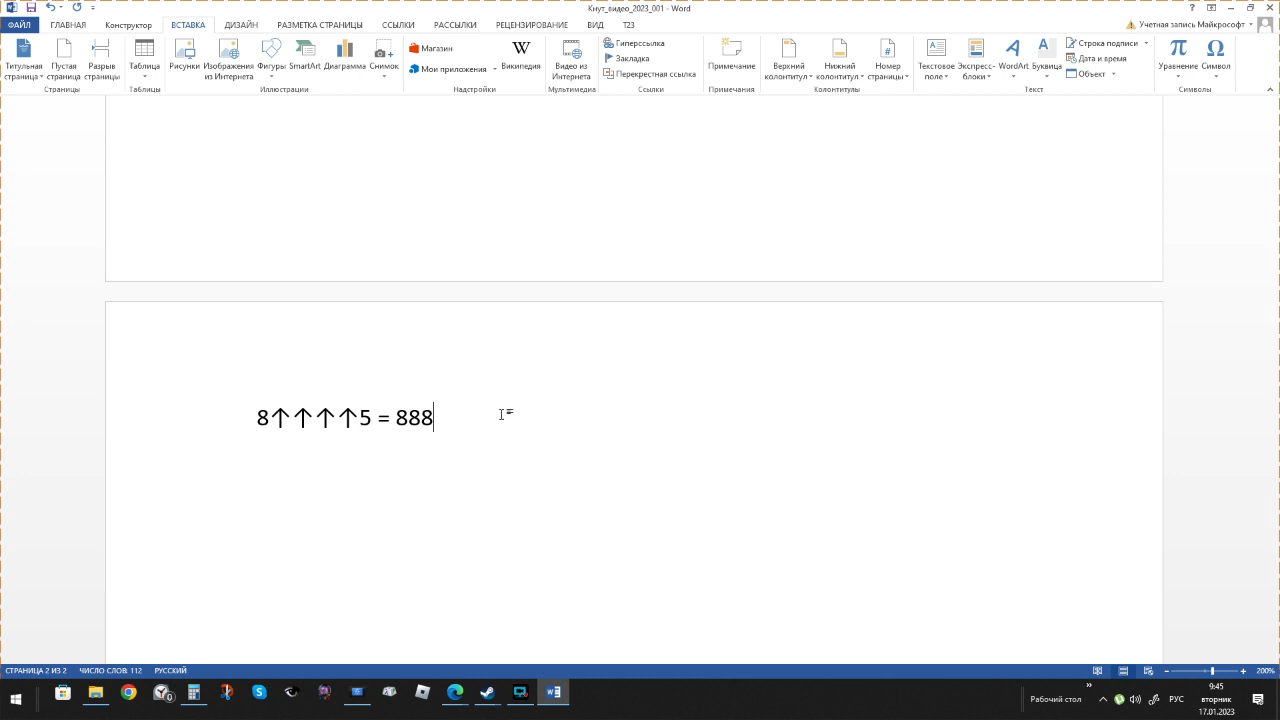 Кнут_видео_2023_001 - Word
ФАЙЛ ГЛАВНАЯ Конструктор ВСТАВКА ДИЗАЙН РАЗМЕТКА СТРАНИЦЫ ССЫЛКИ РАССЫЛКИ РЕЦЕНЗИРОВАНИЕ ВИД Т23 Учетная запись Майкрософт
Титульная страница
Пустая страница
Разрыв страницы
Таблица
Рисунки
Изображения из Интернета
Фигуры
SmartArt
Диаграмма
Снимок
Магазин
Мои приложения
Википедия
Видео из Интернета
Гиперссылка
Закладка
Перекрестная ссылка
Примечание
Верхний колонтитул
Нижний колонтитул
Номер страницы
Текстовое поле
Экспресс-блоки
WordArt
Буквица
Строка подписи
Дата и время
Объект
Уравнение
Символ
Страницы Таблицы Иллюстрации Надстройки Мультимедиа Ссылки Примечания Колонтитулы Текст Символы
8↑↑↑↑5 = 888
СТРАНИЦА 2 ИЗ 2 ЧИСЛО СЛОВ: 112 РУССКИЙ 200%
Рабочий стол » РУС
9:45
вторник
17.01.2023